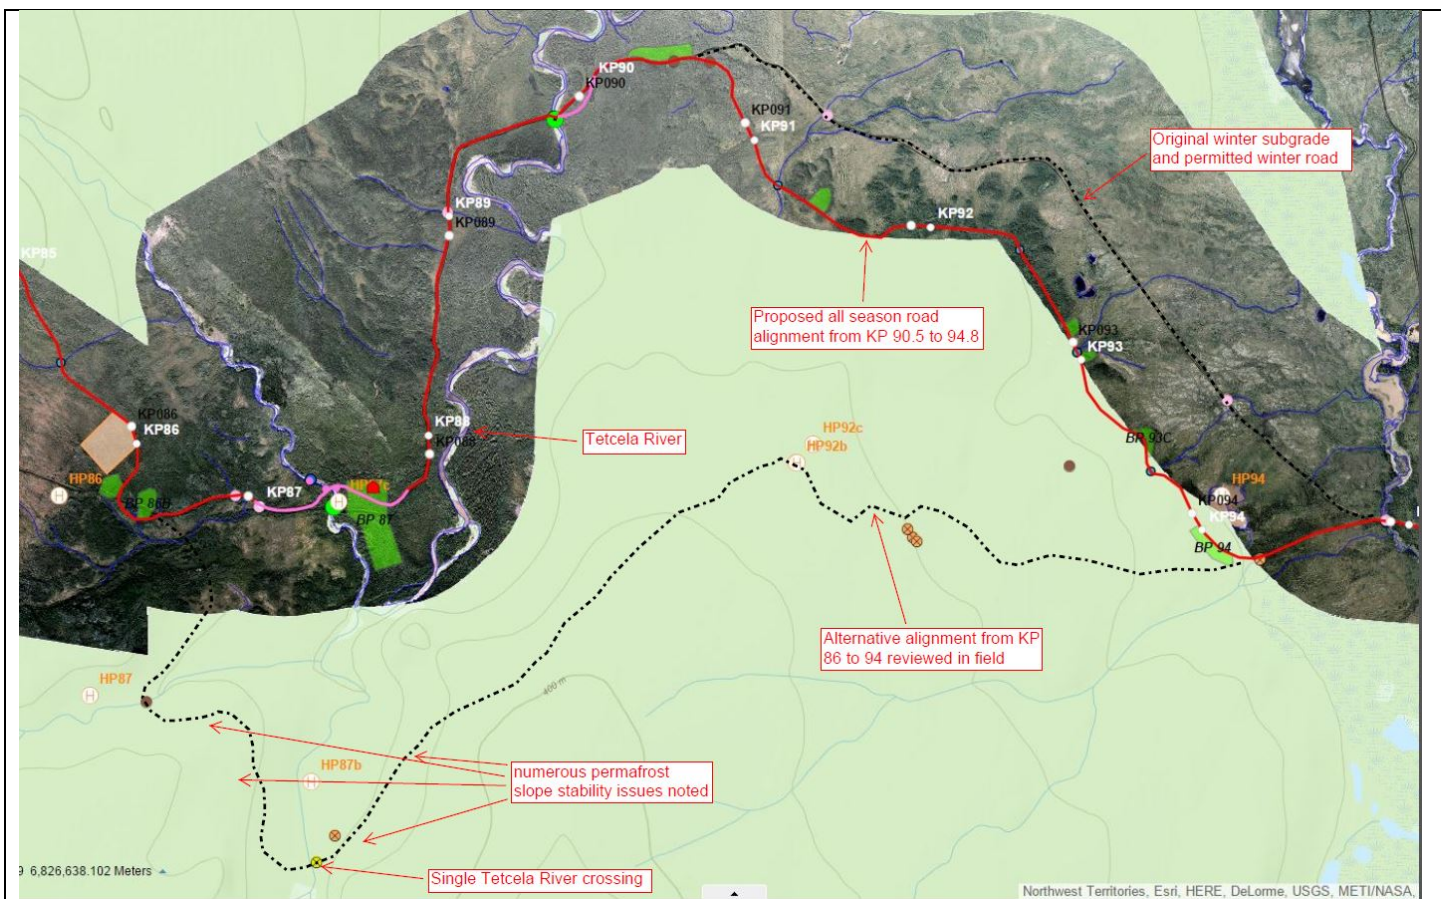 KP90
KP090
KP091
KP91
Original winter subgrade
and permitted winter road
KP89
KP089
KP92
KP85
Proposed all season road
alignment from KP 90.5 to 94.8
KP093
KP93
KP086
KP86
KP88
KP088
Tetcela River
HP92c
HP92b
BP 93C
HP86
KP87
BP 86B
BP 87
HP94
KP094
KP94
BP 94
Alternative alignment from KP
86 to 94 reviewed in field
HP87
400 m
HP87b
numerous permafrost
slope stability issues noted
Single Tetcela River crossing
9 6,826,638.102 Meters
Northwest Territories, Esri, HERE, DeLorme, USGS, METI/NASA,